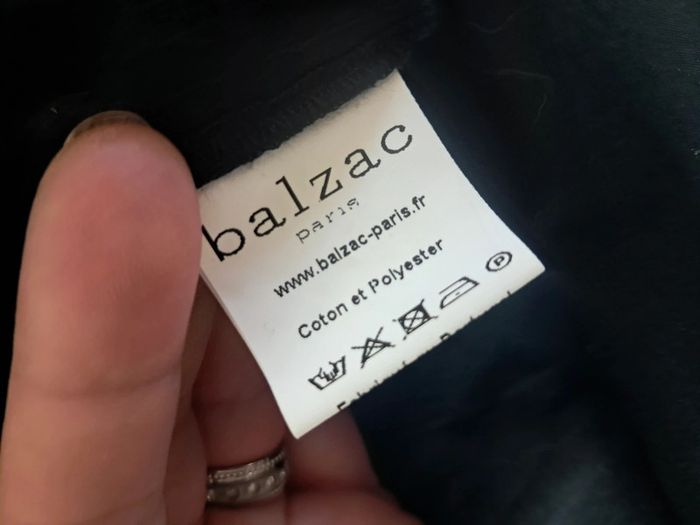 balzac
paris
www.balzac-paris.fr
Coton et Polyester
P